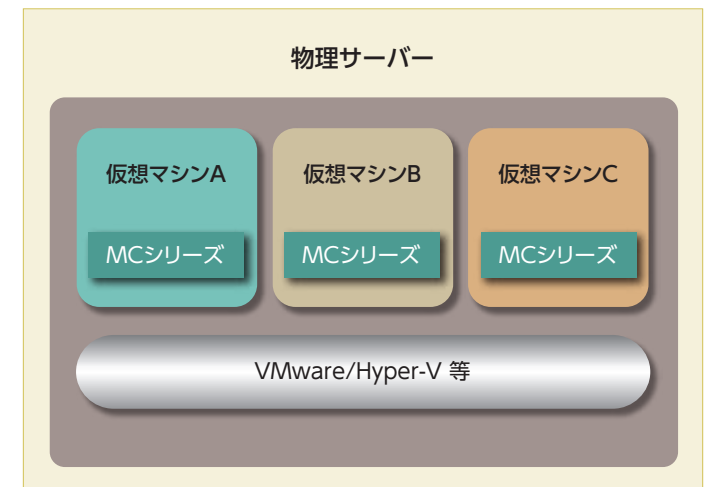 物理サーバー
仮想マシンA
仮想マシンB
仮想マシンC
MCシリーズ
MCシリーズ
MCシリーズ
VMware/Hyper-V 等